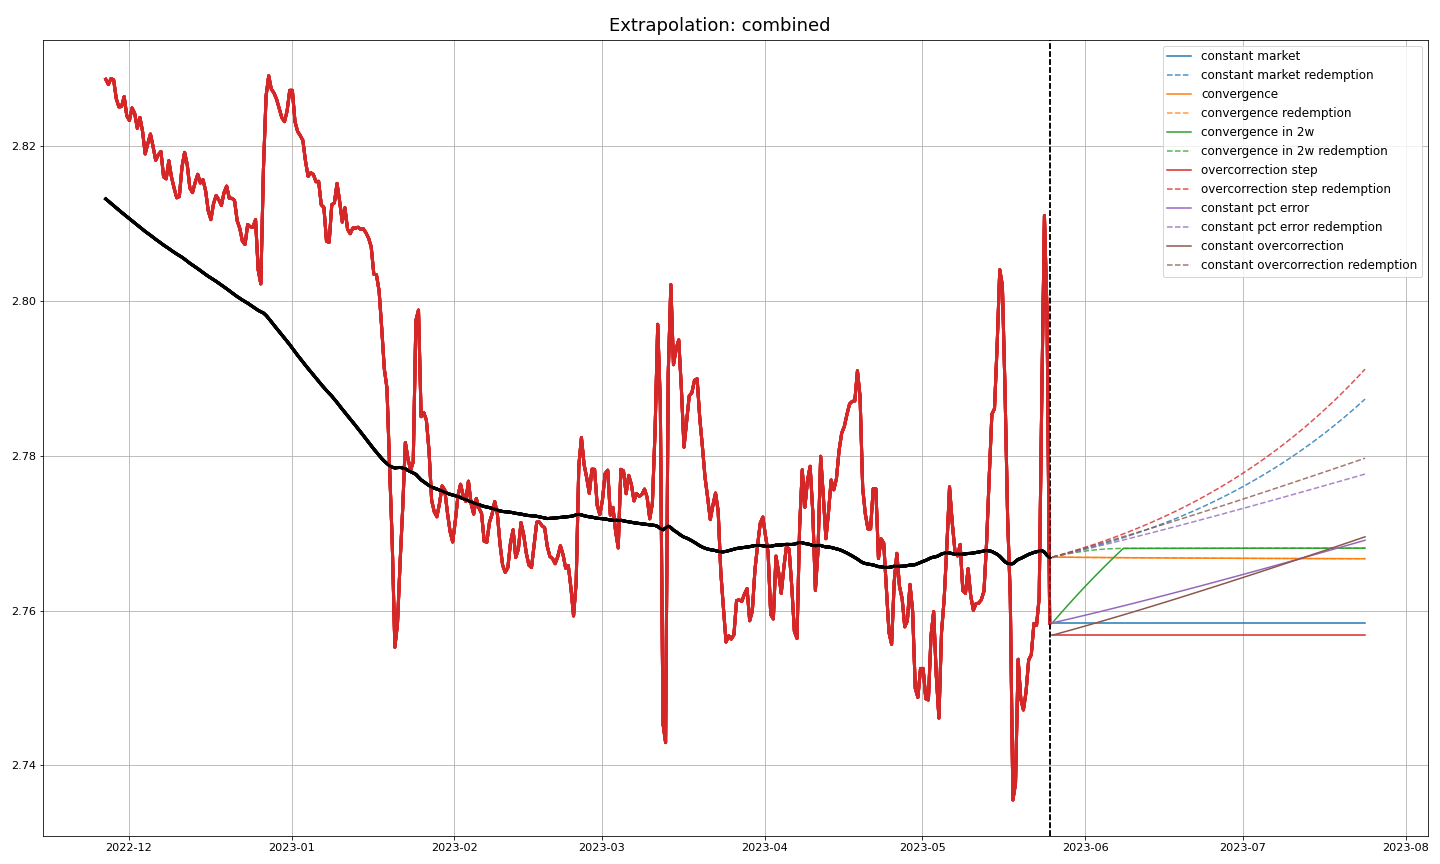 Extrapolation: combined
constant market
constant market redemption
convergence
convergence redemption
convergence in 2w
convergence in 2w redemption
overcorrection step
overcorrection step redemption
constant pct error
constant pct error redemption
constant overcorrection
constant overcorrection redemption
2.82
2.80
2.78
2.76
2.74
2022-12 2023-01 2023-02 2023-03 2023-04 2023-05 2023-06 2023-07 2023-08